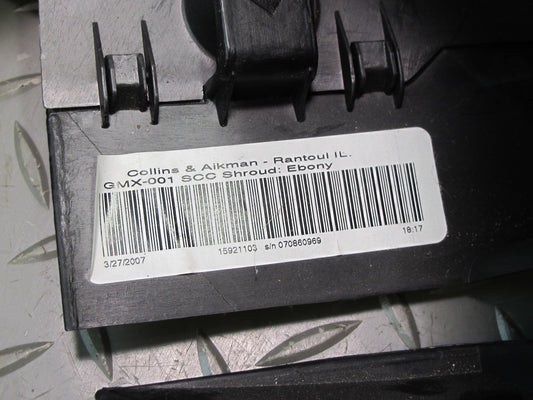 Collins & Aikman - Rantoul IL.
GMX-001 SCC Shroud: Ebony
15921103 s/n 070860969
3/27/2007 18:17